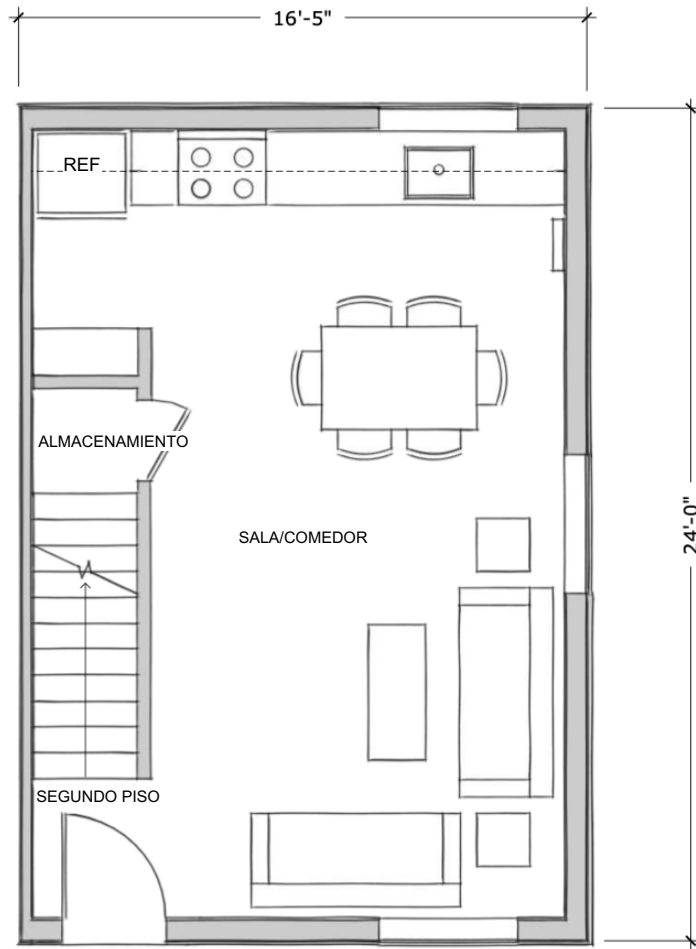 16'-5"
REF
ALMACENAMIENTO
SALA/COMEDOR
24'-0"
SEGUNDO PISO